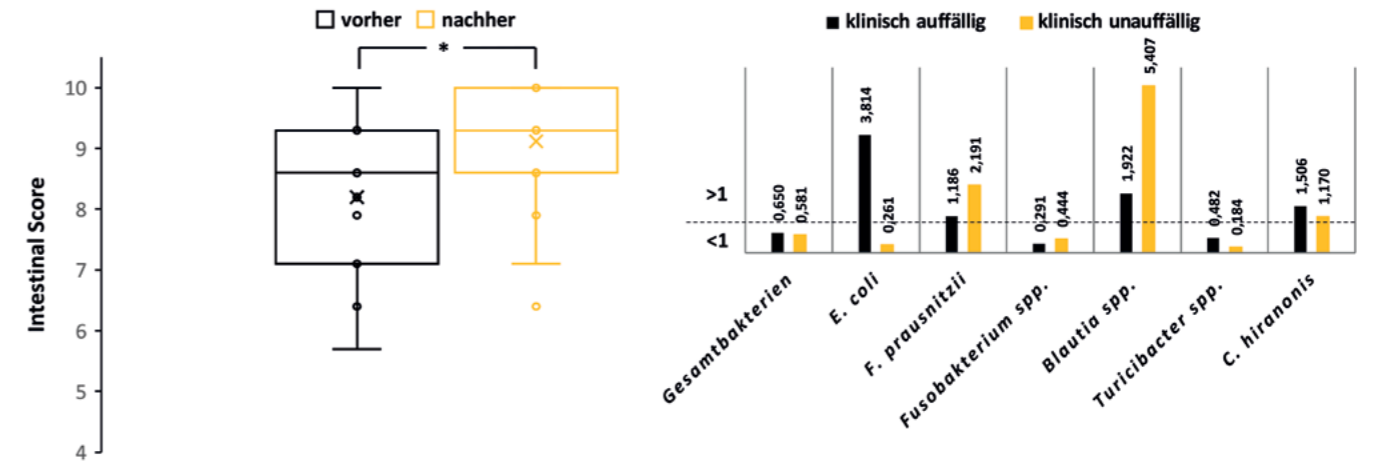 vorher nachher
*
Intestinal Score
10
9
8
7
6
5
4
klinisch auffällig klinisch unauffällig
>1
<1
0,650
0,581
3,814
0,261
1,186
2,191
0,291
0,444
1,922
5,407
0,482
0,184
1,506
1,170
Gesamtbakterien
E. coli
F. prausnitzii
Fusobakterium spp.
Blautia spp.
Turicibacter spp.
C. hiranonis